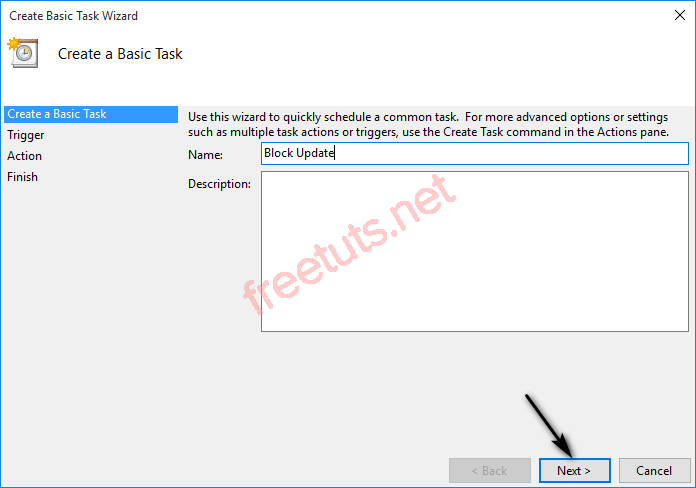 Create Basic Task Wizard
Create a Basic Task
Create a Basic Task
Trigger
Action
Finish
Use this wizard to quickly schedule a common task.  For more advanced options or settings
such as multiple task actions or triggers, use the Create Task command in the Actions pane.
Name:
Block Update
Description:
freetuts.net
< Back
Next >
Cancel